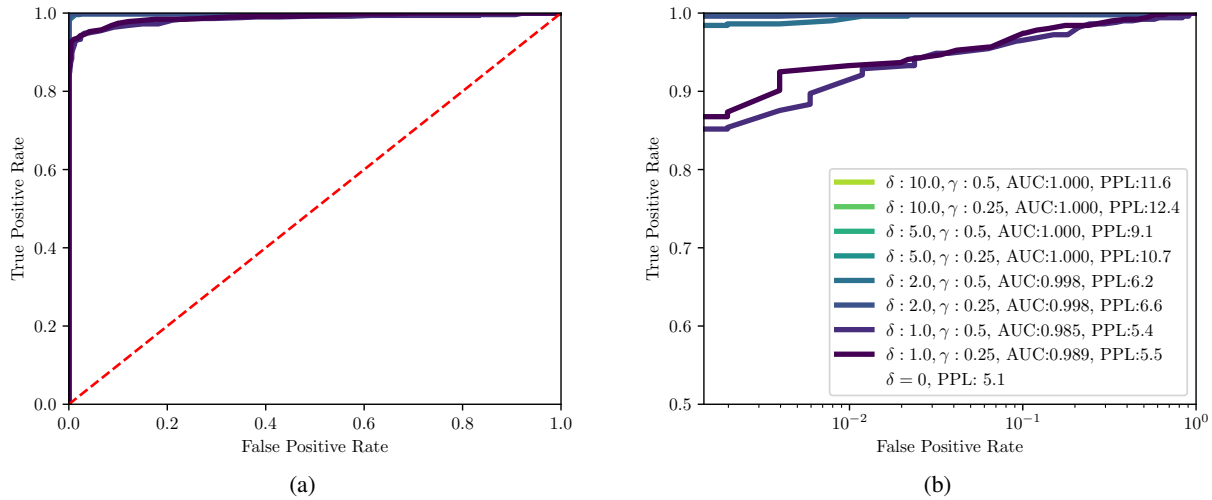 1.0
0.8
0.6
0.4
0.2
0.0
True Positive Rate
0.0 0.2 0.4 0.6 0.8 1.0
False Positive Rate
(a)
1.0
0.9
0.8
0.7
0.6
0.5
True Positive Rate
δ : 10.0, γ : 0.5, AUC:1.000, PPL:11.6
δ : 10.0, γ : 0.25, AUC:1.000, PPL:12.4
δ : 5.0, γ : 0.5, AUC:1.000, PPL:9.1
δ : 5.0, γ : 0.25, AUC:1.000, PPL:10.7
δ : 2.0, γ : 0.5, AUC:0.998, PPL:6.2
δ : 2.0, γ : 0.25, AUC:0.998, PPL:6.6
δ : 1.0, γ : 0.5, AUC:0.985, PPL:5.4
δ : 1.0, γ : 0.25, AUC:0.989, PPL:5.5
δ = 0, PPL: 5.1
10⁻² 10⁻¹ 10⁰
False Positive Rate
(b)